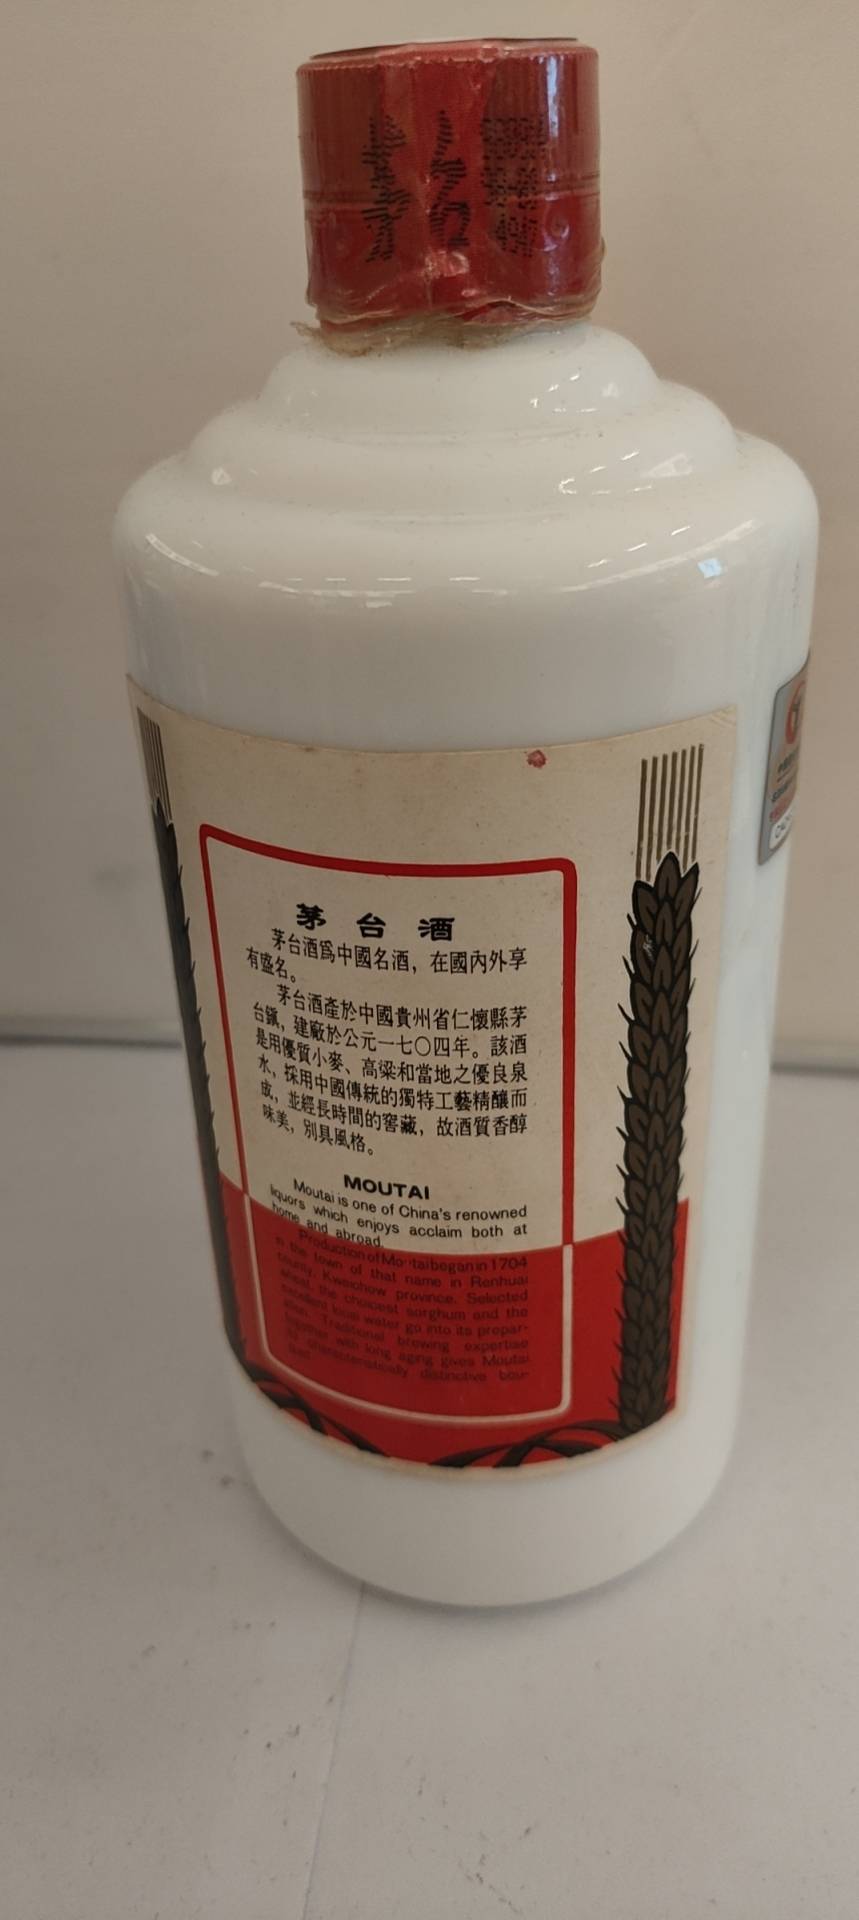 茅台酒
茅台酒爲中國名酒，在國內外享
有盛名。
茅台酒產於中國貴州省仁懷縣茅
台鎭，建廠於公元一七〇四年。該酒
是用優質小麥、高粱和當地之優良泉
水，採用中國傳統的獨特工藝精釀而
成，並經長時間的窖藏，故酒質香醇
味美，別具風格。
MOUTAI
Moutai is one of China's renowned
liquors which enjoys acclaim both at
home and abroad.
Production of Mo tai began in 1704
in the town of that name in Renhuai
county, Kweichow province. Selected
wheat, the choicest sorghum and the
excellent local water go into its prepar-
ation. Traditional brewing expertise
together with long aging gives Moutai
its characteristically distinctive bou-
quet.